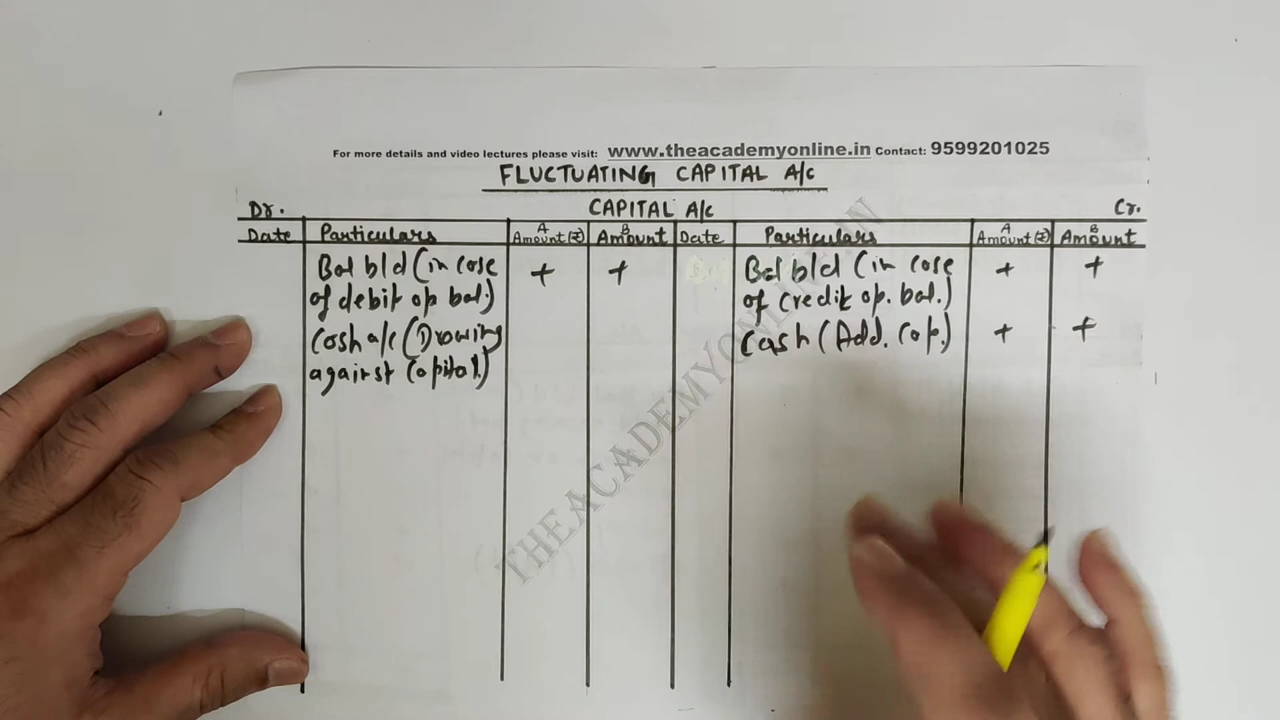 For more details and video lectures please visit: www.theacademyonline.in Contact: 9599201025
FLUCTUATING CAPITAL A/c
CAPITAL A/c
Dr. Cr.
Date Particulars A Amount (₹) B Amount Date Particulars A Amount (₹) B Amount
Bal b/d (in case + + Bal b/d (in case + +
of debit op bal.) of credit op. bal.)
Cash a/c (Drawing Cash (Add. Cap.) + +
against Capital)
THEACADEMYONLINE.IN